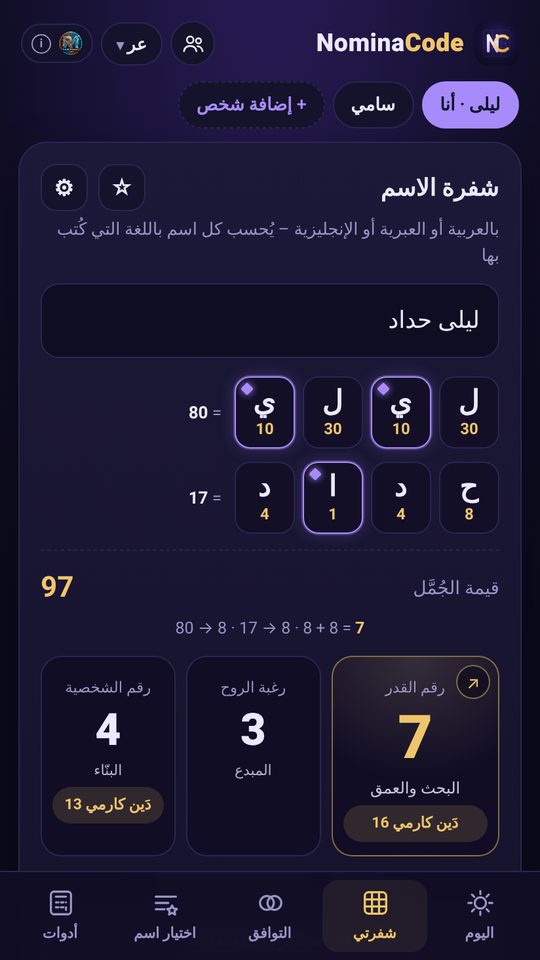 NominaCode
عر ▾
ليلى · أنا
سامي
+ إضافة شخص
شفرة الاسم
بالعربية أو العبرية أو الإنجليزية – يُحسب كل اسم باللغة التي كُتب
بها
ليلى حداد
ل ي ل ي
30 10 30 10 = 80
ح د ا د
8 4 1 4 = 17
قيمة الجُمَّل 97
80 → 8 · 17 → 8 · 8 + 8 = 7
رقم القدر
7
البحث والعمق
دَين كارمي 16
رغبة الروح
3
المبدع
رقم الشخصية
4
البنّاء
دَين كارمي 13
اليوم
شفرتي
التوافق
اختيار اسم
أدوات